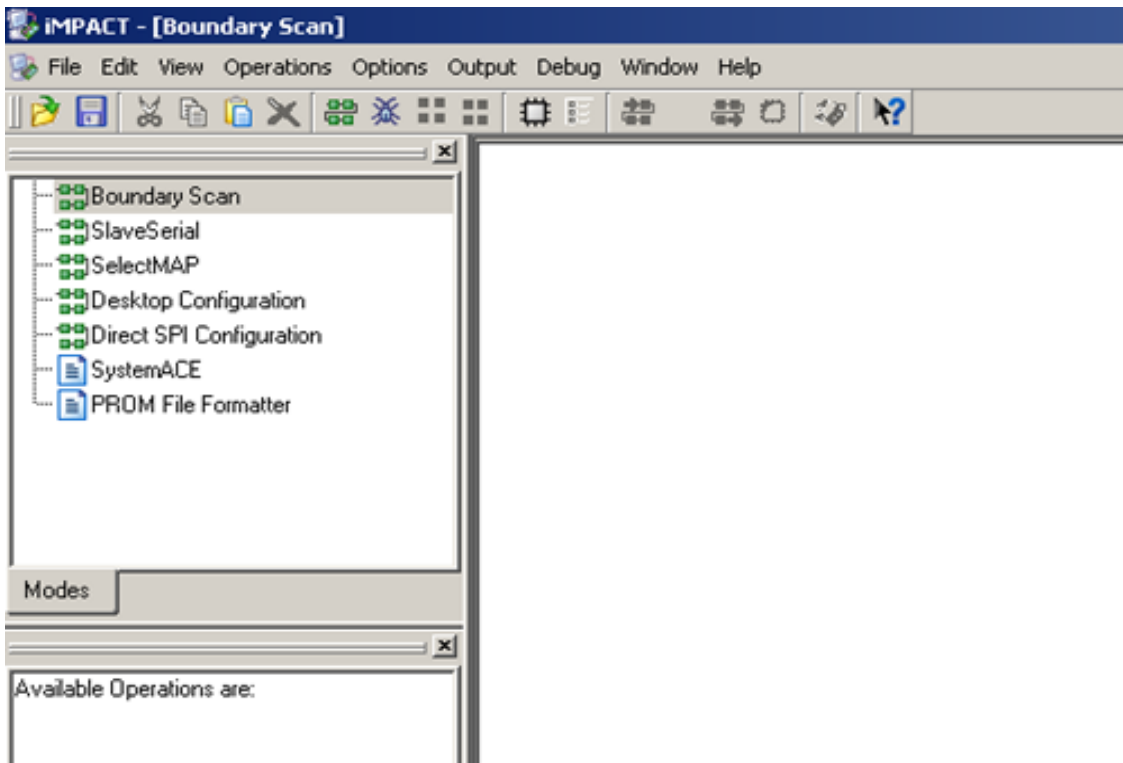 iMPACT - [Boundary Scan]
File Edit View Operations Options Output Debug Window Help
Boundary Scan
SlaveSerial
SelectMAP
Desktop Configuration
Direct SPI Configuration
SystemACE
PROM File Formatter
Modes
Available Operations are: